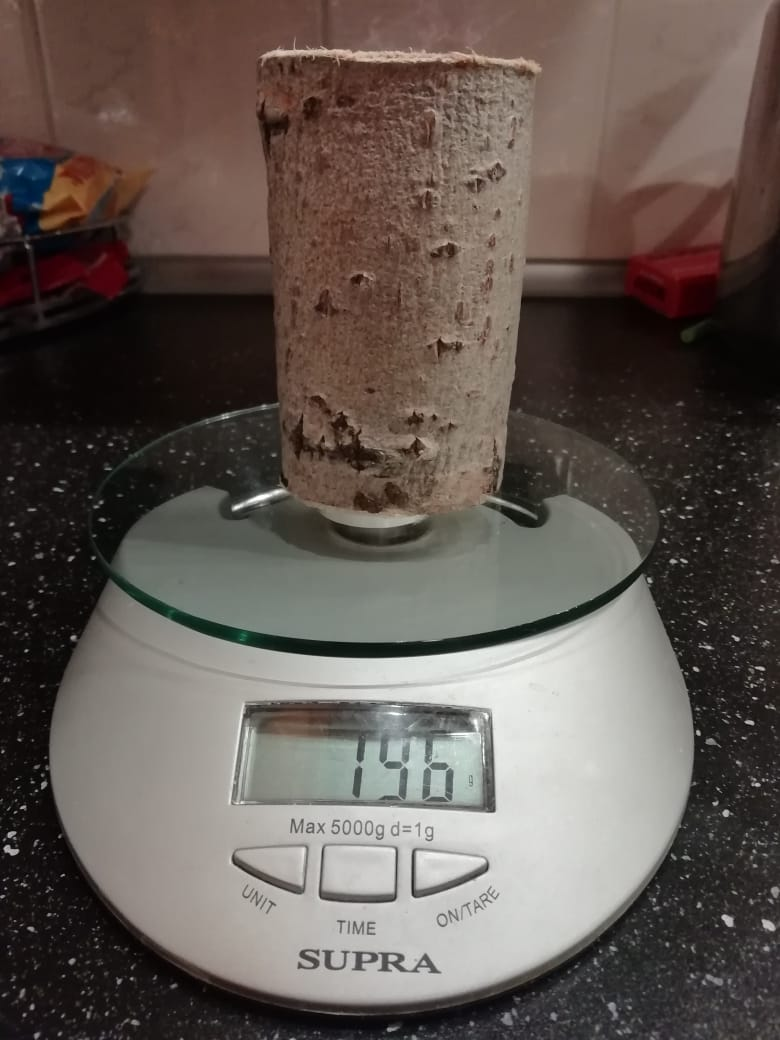 196 g
Max 5000g d=1g
UNIT
TIME
ON/TARE
SUPRA